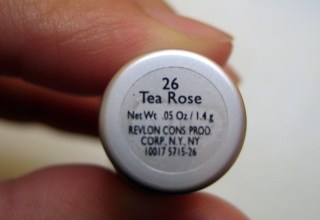 26
Tea Rose
Net Wt .05 Oz / 1.4 g
REVLON CONS. PROD.
CORP., N.Y., NY
10017 5715-26